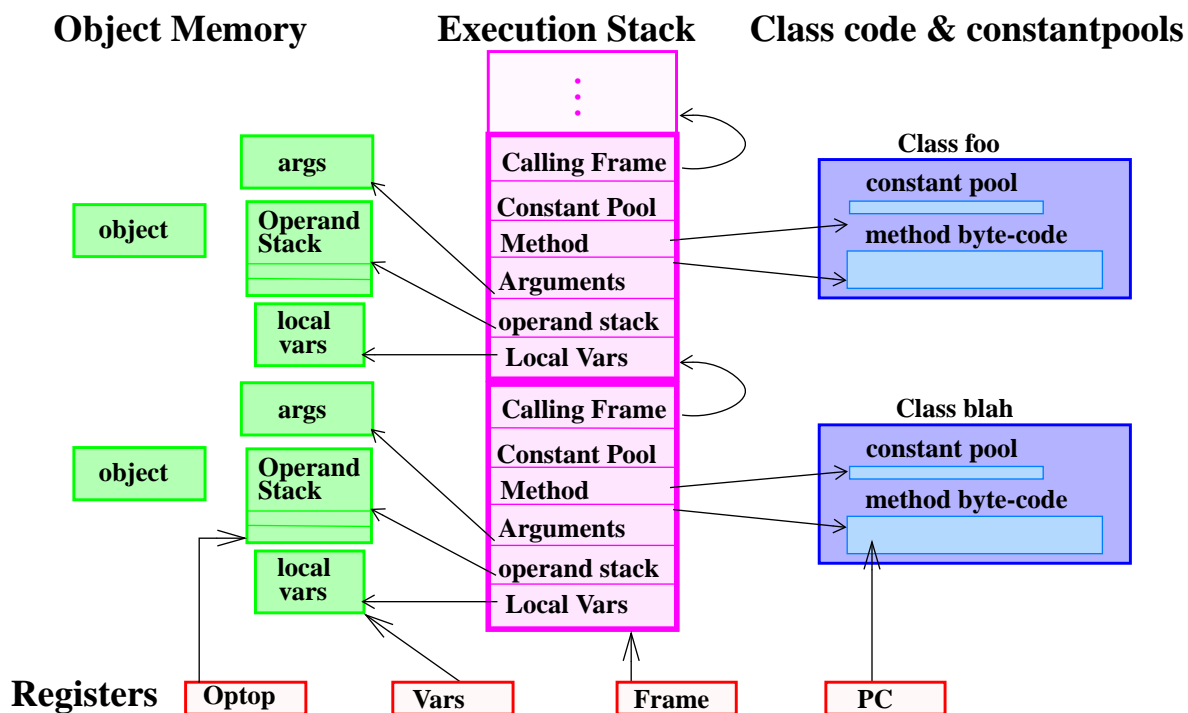 Object Memory
Execution Stack
Class code & constantpools
args
object
Operand
Stack
local
vars
Calling Frame
Constant Pool
Method
Arguments
operand stack
Local Vars
Class foo
constant pool
method byte-code
args
object
Operand
Stack
local
vars
Calling Frame
Constant Pool
Method
Arguments
operand stack
Local Vars
Class blah
constant pool
method byte-code
Registers
Optop
Vars
Frame
PC